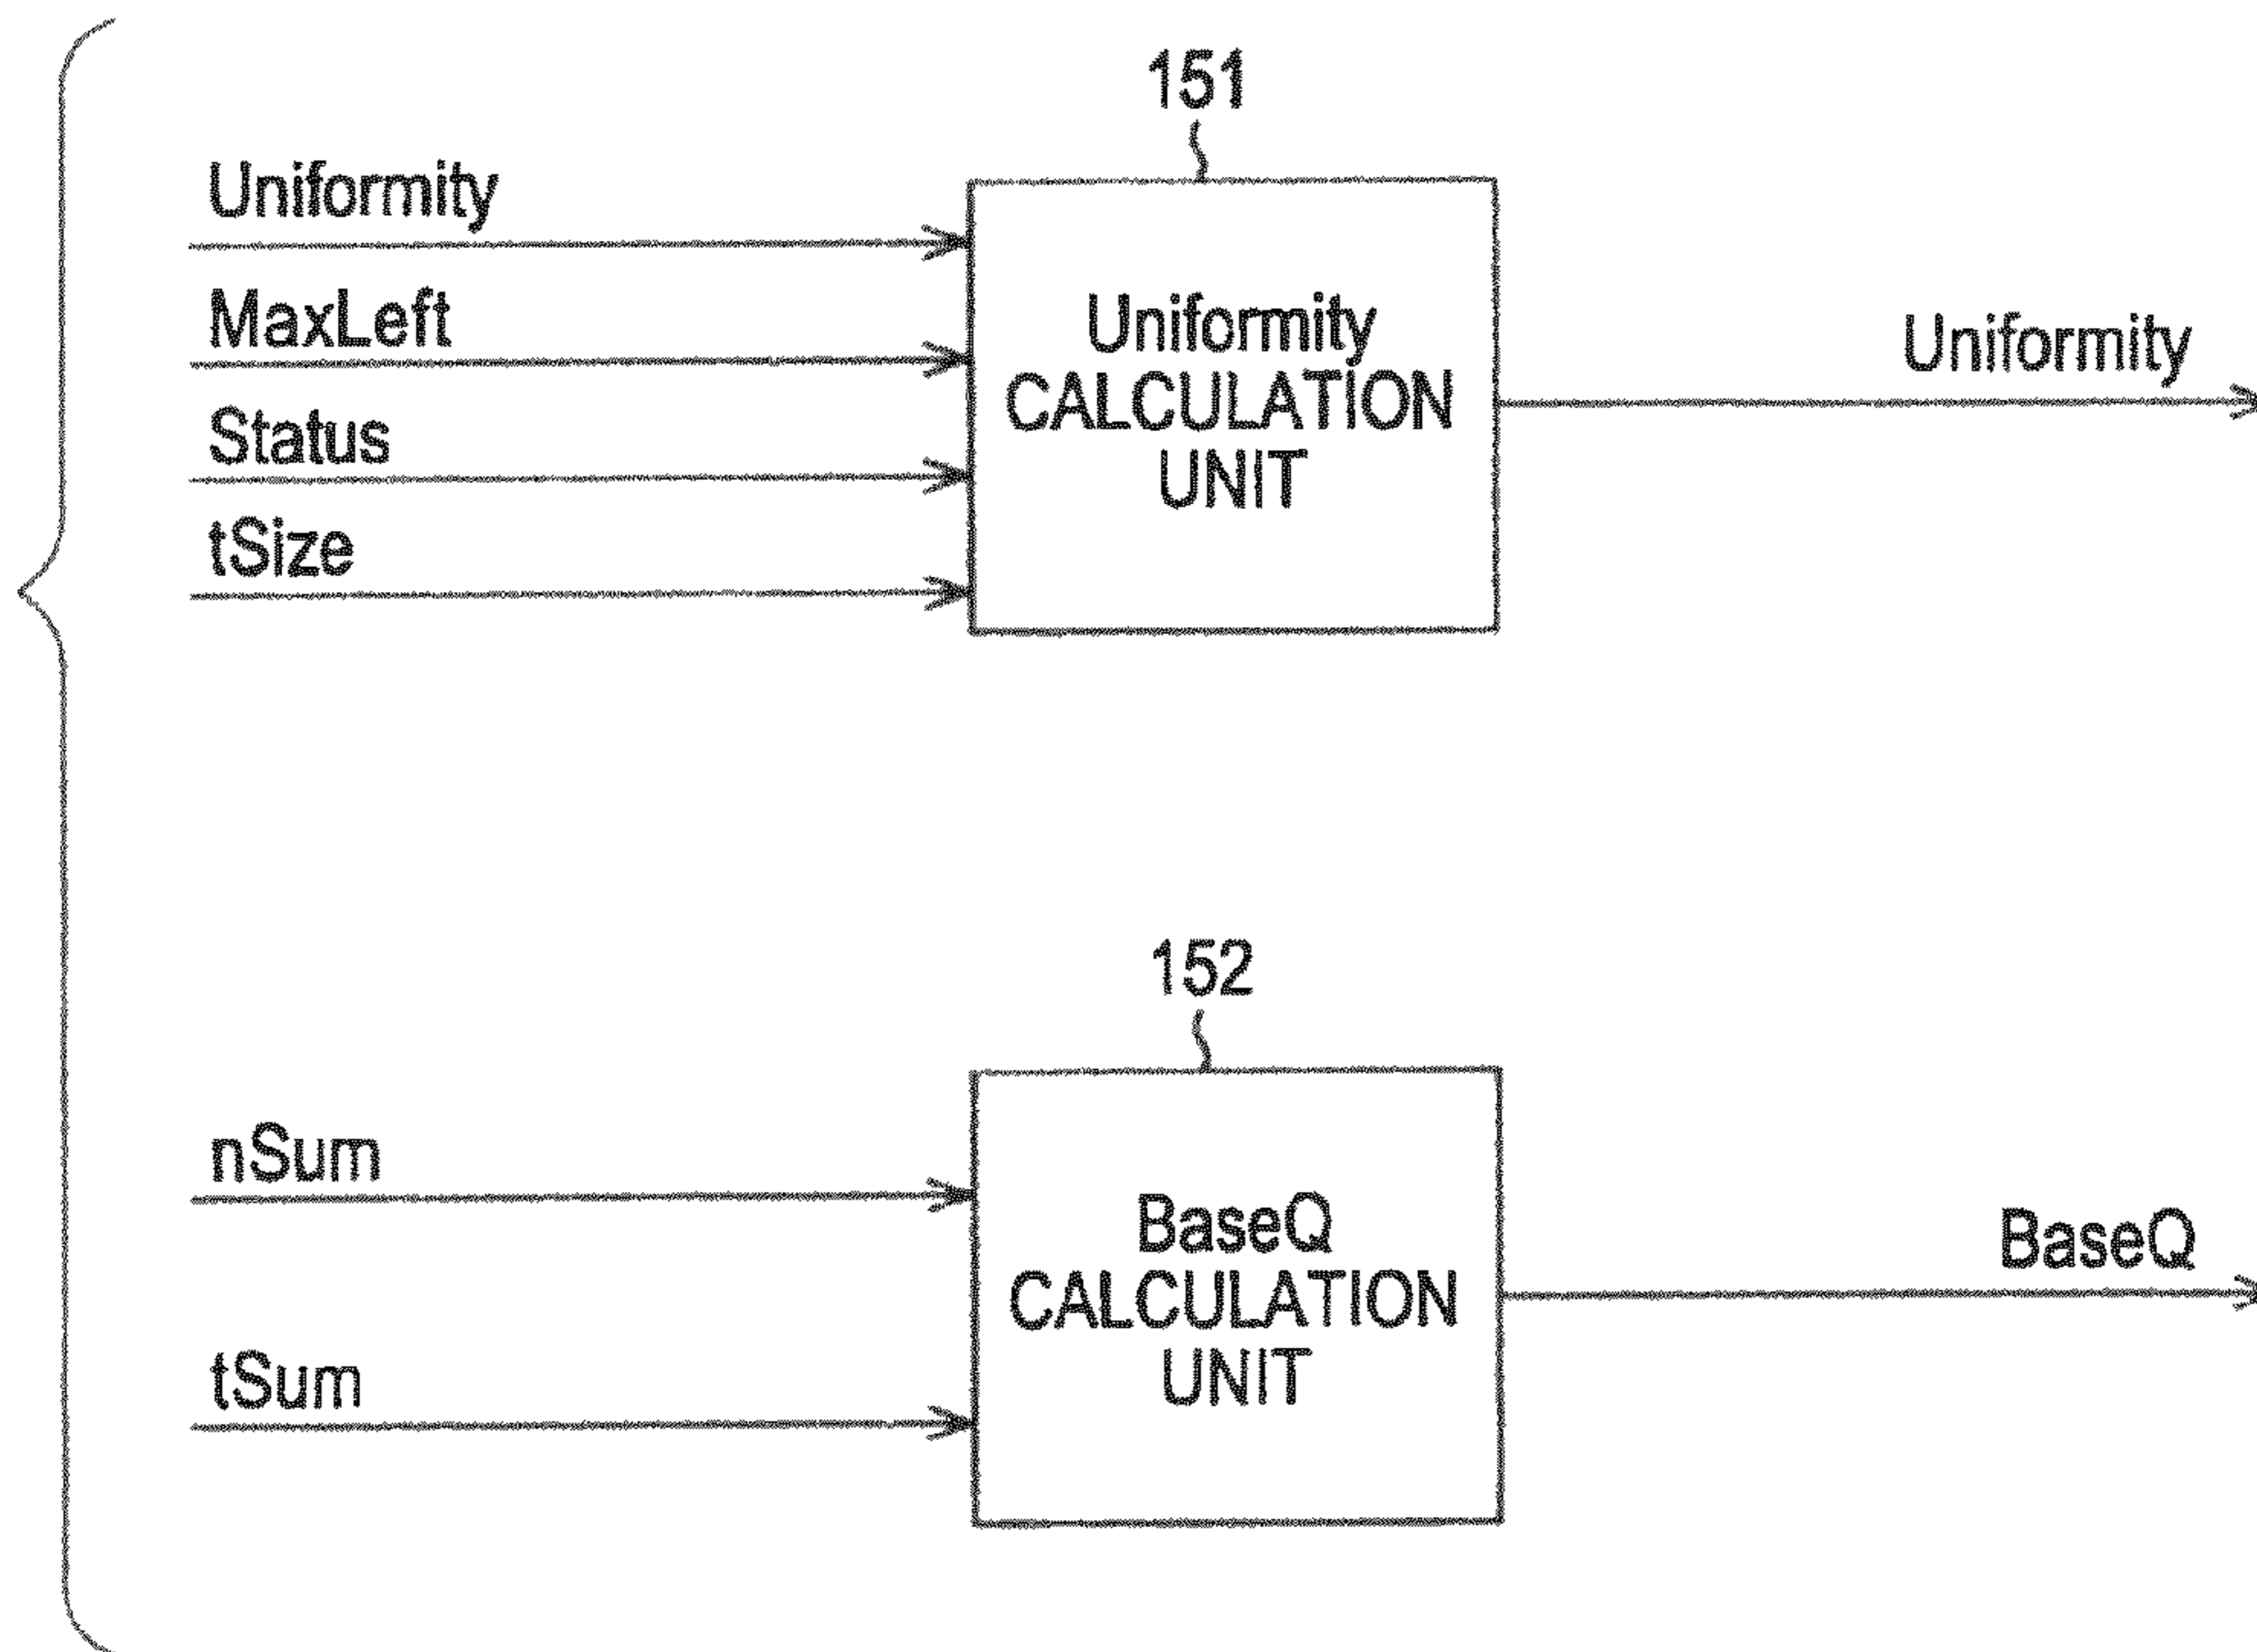 151
Uniformity
MaxLeft
Status
tSize
Uniformity
CALCULATION
UNIT
Uniformity
152
nSum
tSum
BaseQ
CALCULATION
UNIT
BaseQ